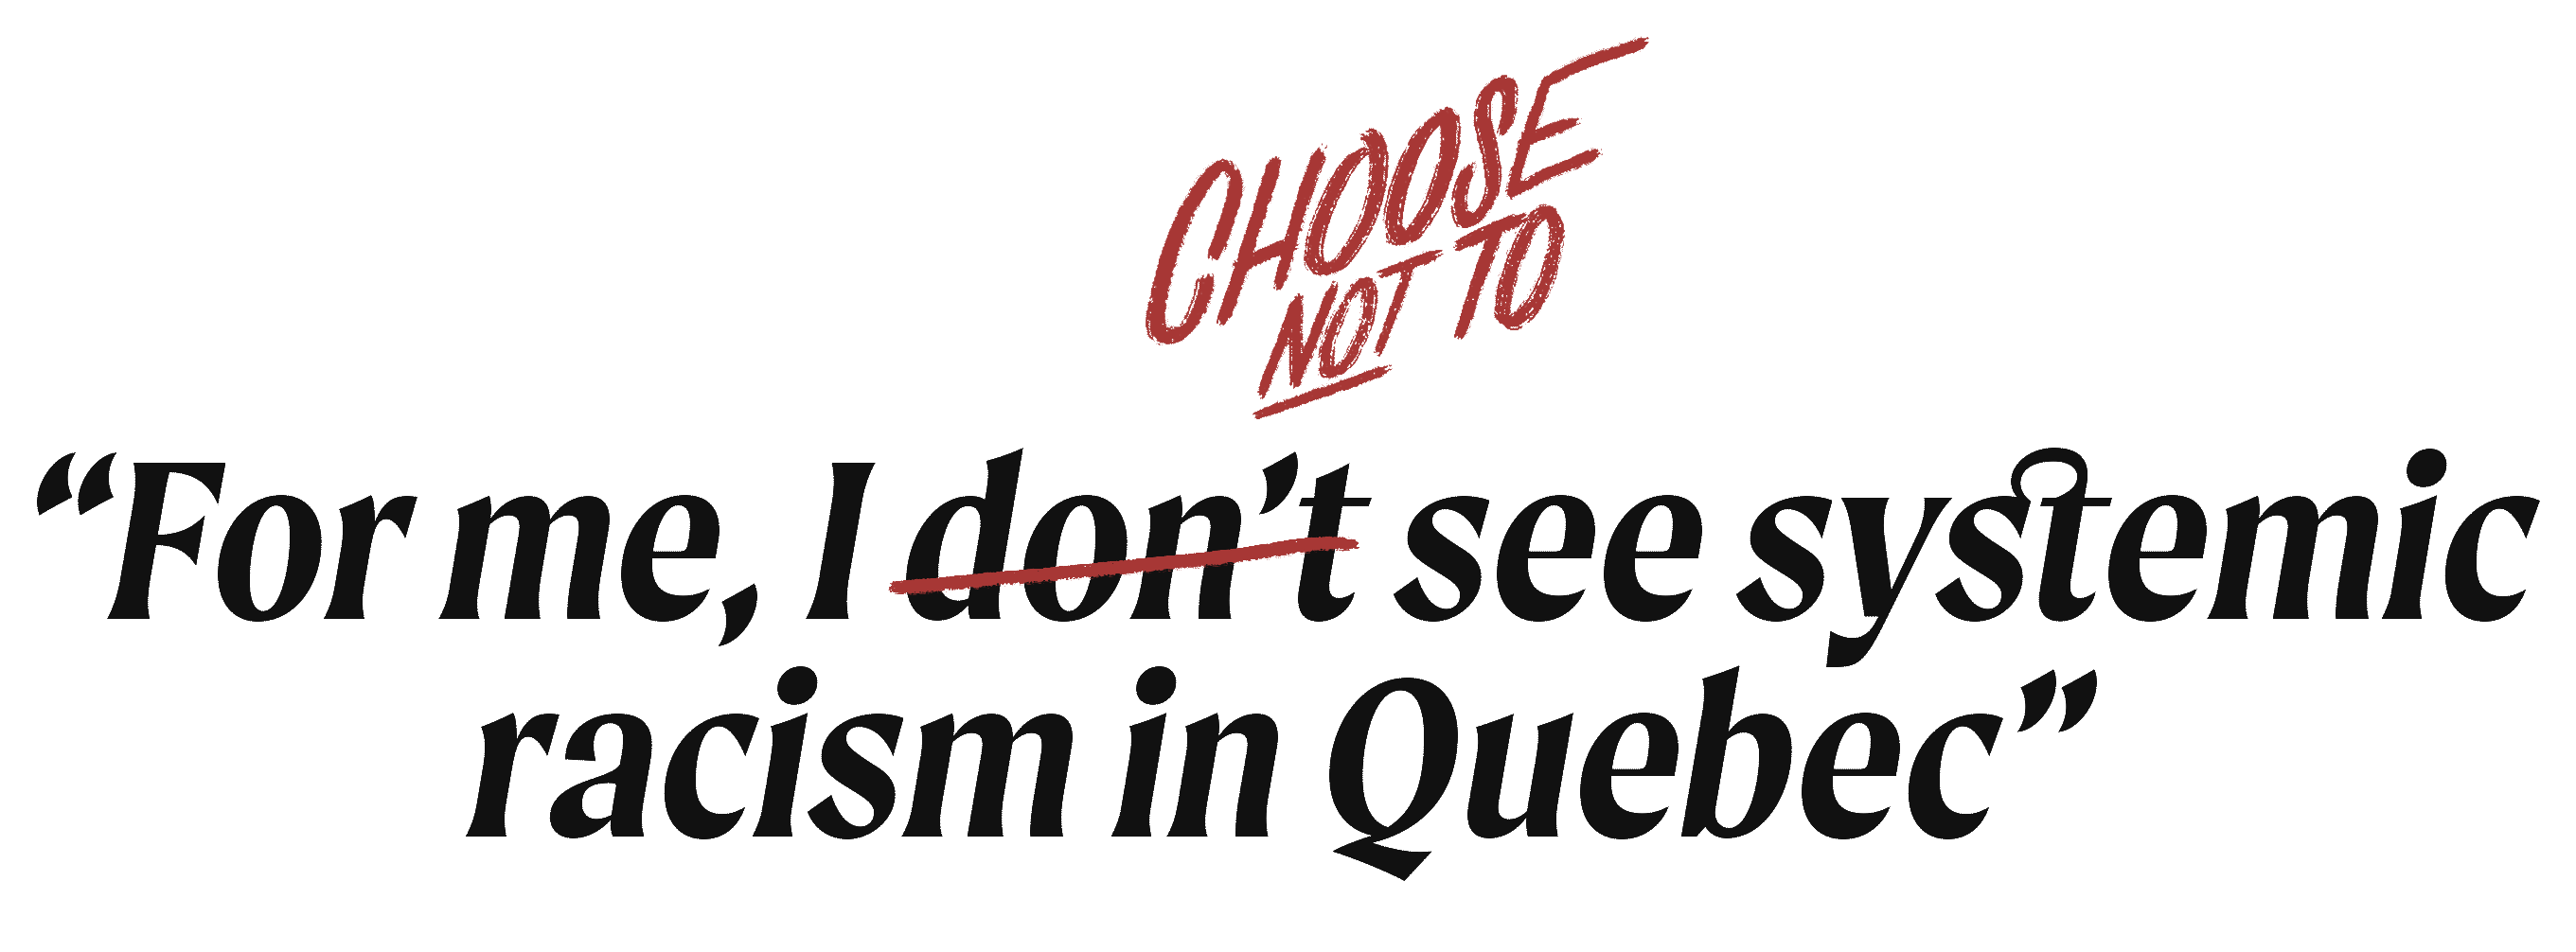 CHOOSE
NOT TO
“For me, I don’t see systemic
racism in Quebec”